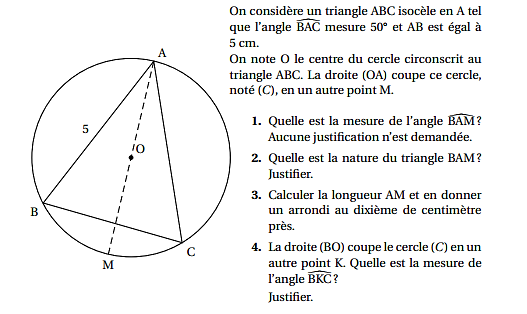 On considère un triangle ABC isocèle en A tel
que l'angle BAC mesure 50° et AB est égal à
5 cm.
On note O le centre du cercle circonscrit au
triangle ABC. La droite (OA) coupe ce cercle,
noté (C), en un autre point M.
1. Quelle est la mesure de l'angle BAM ?
Aucune justification n'est demandée.
2. Quelle est la nature du triangle BAM ?
Justifier.
3. Calculer la longueur AM et en donner
un arrondi au dixième de centimètre
près.
4. La droite (BO) coupe le cercle (C) en un
autre point K. Quelle est la mesure de
l'angle BKC ?
Justifier.
A
5
O
B
C
M